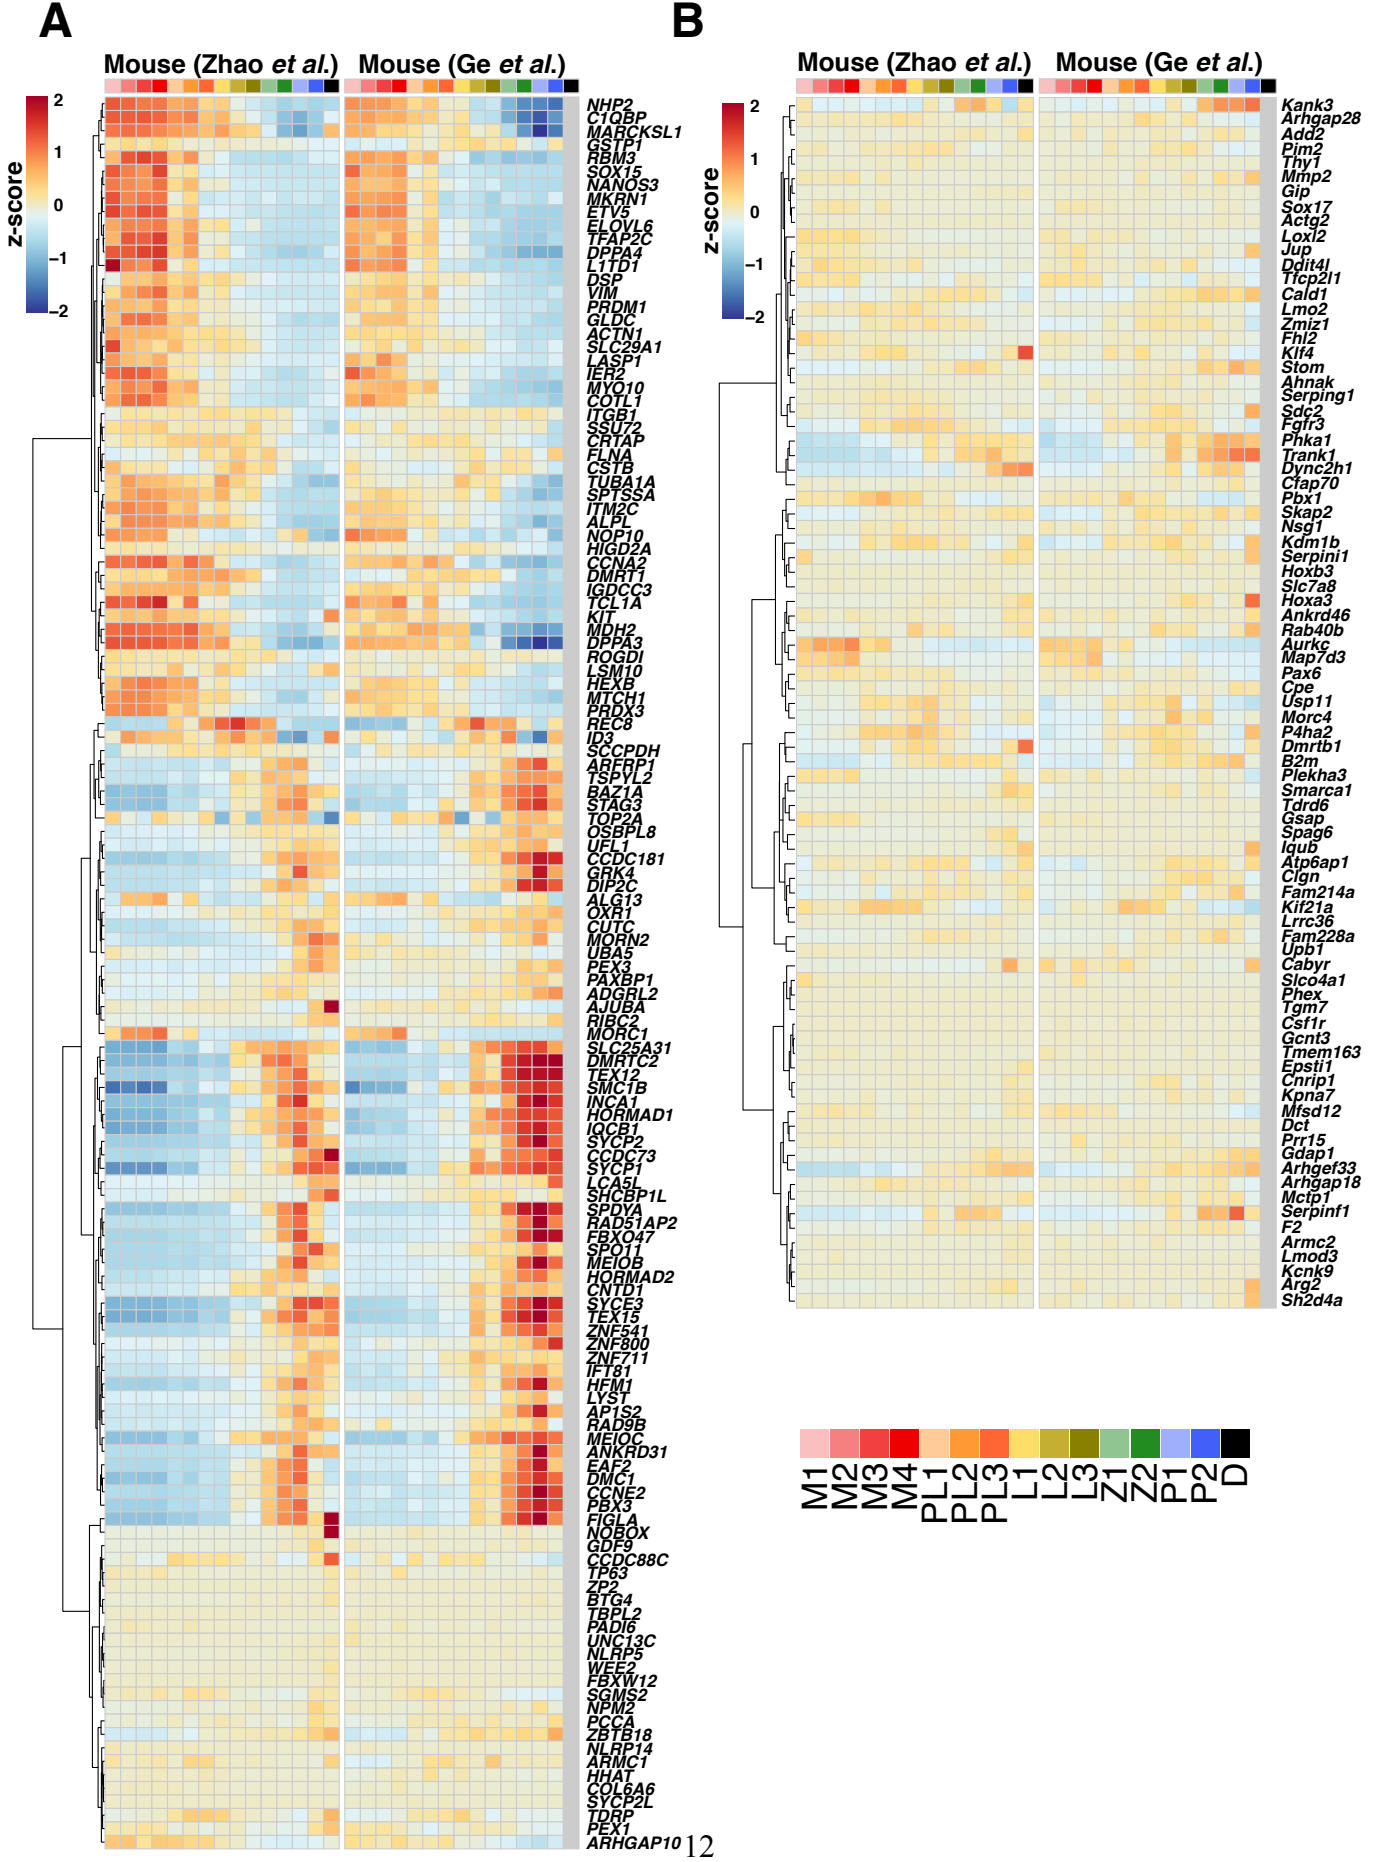 A
Mouse (Zhao et al.) Mouse (Ge et al.)
z-score
2
1
0
−1
−2
NHP2
C1QBP
MARCKSL1
GSTP1
RBM3
SOX15
NANOS3
MKRN1
ETV5
ELOVL6
TFAP2C
DPPA4
L1TD1
DSP
VIM
PRDM1
GLDC
ACTN1
SLC29A1
LASP1
IER2
MYO10
COTL1
ITGB1
SSU72
CRTAP
FLNA
CSTB
TUBA1A
SPTSSA
ITM2C
ALPL
NOP10
HIGD2A
CCNA2
DMRT1
IGDCC3
TCL1A
KIT
MDH2
DPPA3
ROGDI
LSM10
HEXB
MTCH1
PRDX3
REC8
ID3
SCCPDH
ARFRP1
TSPYL2
BAZ1A
STAG3
TOP2A
OSBPL8
UFL1
CCDC181
GRK4
DIP2C
ALG13
OXR1
CUTC
MORN2
UBA5
PEX3
PAXBP1
ADGRL2
AJUBA
RIBC2
MORC1
SLC25A31
DMRTC2
TEX12
SMC1B
INCA1
HORMAD1
IQCB1
SYCP2
CCDC73
SYCP1
LCA5L
SHCBP1L
SPDYA
RAD51AP2
FBXO47
SPO11
MEIOB
HORMAD2
CNTD1
SYCE3
TEX15
ZNF541
ZNF800
ZNF711
IFT81
HFM1
LYST
AP1S2
RAD9B
MEIOC
ANKRD31
EAF2
DMC1
CCNE2
PBX3
FIGLA
NOBOX
GDF9
CCDC88C
TP63
ZP2
BTG4
TBPL2
PADI6
UNC13C
NLRP5
WEE2
FBXW12
SGMS2
NPM2
PCCA
ZBTB18
NLRP14
ARMC1
HHAT
COL6A6
SYCP2L
TDRP
PEX1
ARHGAP10
B
Mouse (Zhao et al.) Mouse (Ge et al.)
z-score
2
1
0
−1
−2
Kank3
Arhgap28
Add2
Pim2
Thy1
Mmp2
Gip
Sox17
Actg2
Loxl2
Jup
Ddit4l
Tfcp2l1
Cald1
Lmo2
Zmiz1
Fhl2
Klf4
Stom
Ahnak
Serping1
Sdc2
Fgfr3
Phka1
Trank1
Dync2h1
Cfap70
Pbx1
Skap2
Nsg1
Kdm1b
Serpini1
Hoxb3
Slc7a8
Hoxa3
Ankrd46
Rab40b
Aurkc
Map7d3
Pax6
Cpe
Usp11
Morc4
P4ha2
Dmrtb1
B2m
Plekha3
Smarca1
Tdrd6
Gsap
Spag6
Iqub
Atp6ap1
Clgn
Fam214a
Kif21a
Lrrc36
Fam228a
Upb1
Cabyr
Slco4a1
Phex
Tgm7
Csf1r
Gcnt3
Tmem163
Epsti1
Cnrip1
Kpna7
Mfsd12
Dct
Prr15
Gdap1
Arhgef33
Arhgap18
Mctp1
Serpinf1
F2
Armc2
Lmod3
Kcnk9
Arg2
Sh2d4a
M1
M2
M3
M4
PL1
PL2
PL3
L1
L2
L3
Z1
Z2
P1
P2
D
12